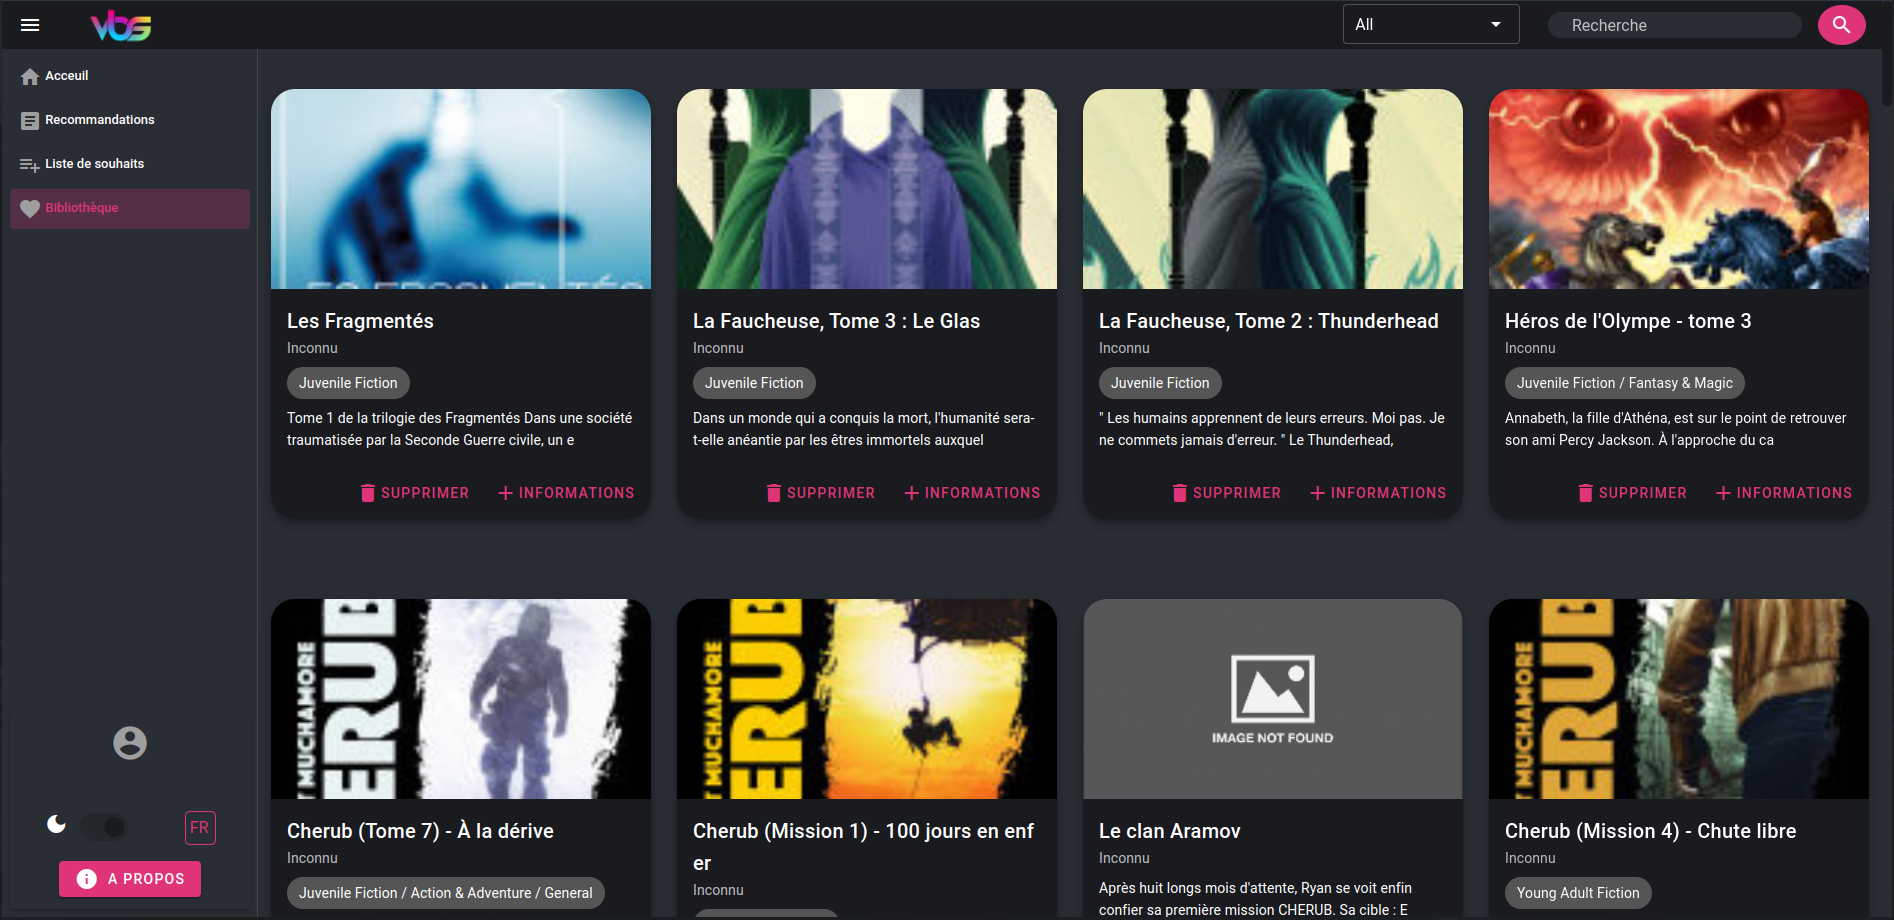 vbs
All
Recherche
Acceuil
Recommandations
Liste de souhaits
Bibliothèque
FR
A PROPOS
Les Fragmentés
Inconnu
Juvenile Fiction
Tome 1 de la trilogie des Fragmentés Dans une société
traumatisée par la Seconde Guerre civile, un e
SUPPRIMER
INFORMATIONS
La Faucheuse, Tome 3 : Le Glas
Inconnu
Juvenile Fiction
Dans un monde qui a conquis la mort, l'humanité sera-
t-elle anéantie par les êtres immortels auxquel
SUPPRIMER
INFORMATIONS
La Faucheuse, Tome 2 : Thunderhead
Inconnu
Juvenile Fiction
" Les humains apprennent de leurs erreurs. Moi pas. Je
ne commets jamais d'erreur. " Le Thunderhead,
SUPPRIMER
INFORMATIONS
Héros de l'Olympe - tome 3
Inconnu
Juvenile Fiction / Fantasy & Magic
Annabeth, la fille d'Athéna, est sur le point de retrouver
son ami Percy Jackson. À l'approche du ca
SUPPRIMER
INFORMATIONS
MUCHAMORE
ERUB
Cherub (Tome 7) - À la dérive
Inconnu
Juvenile Fiction / Action & Adventure / General
MUCHAMORE
ERUB
Cherub (Mission 1) - 100 jours en enf
er
Inconnu
IMAGE NOT FOUND
Le clan Aramov
Inconnu
Après huit longs mois d'attente, Ryan se voit enfin
confier sa première mission CHERUB. Sa cible : E
MUCHAMORE
ERUB
Cherub (Mission 4) - Chute libre
Inconnu
Young Adult Fiction